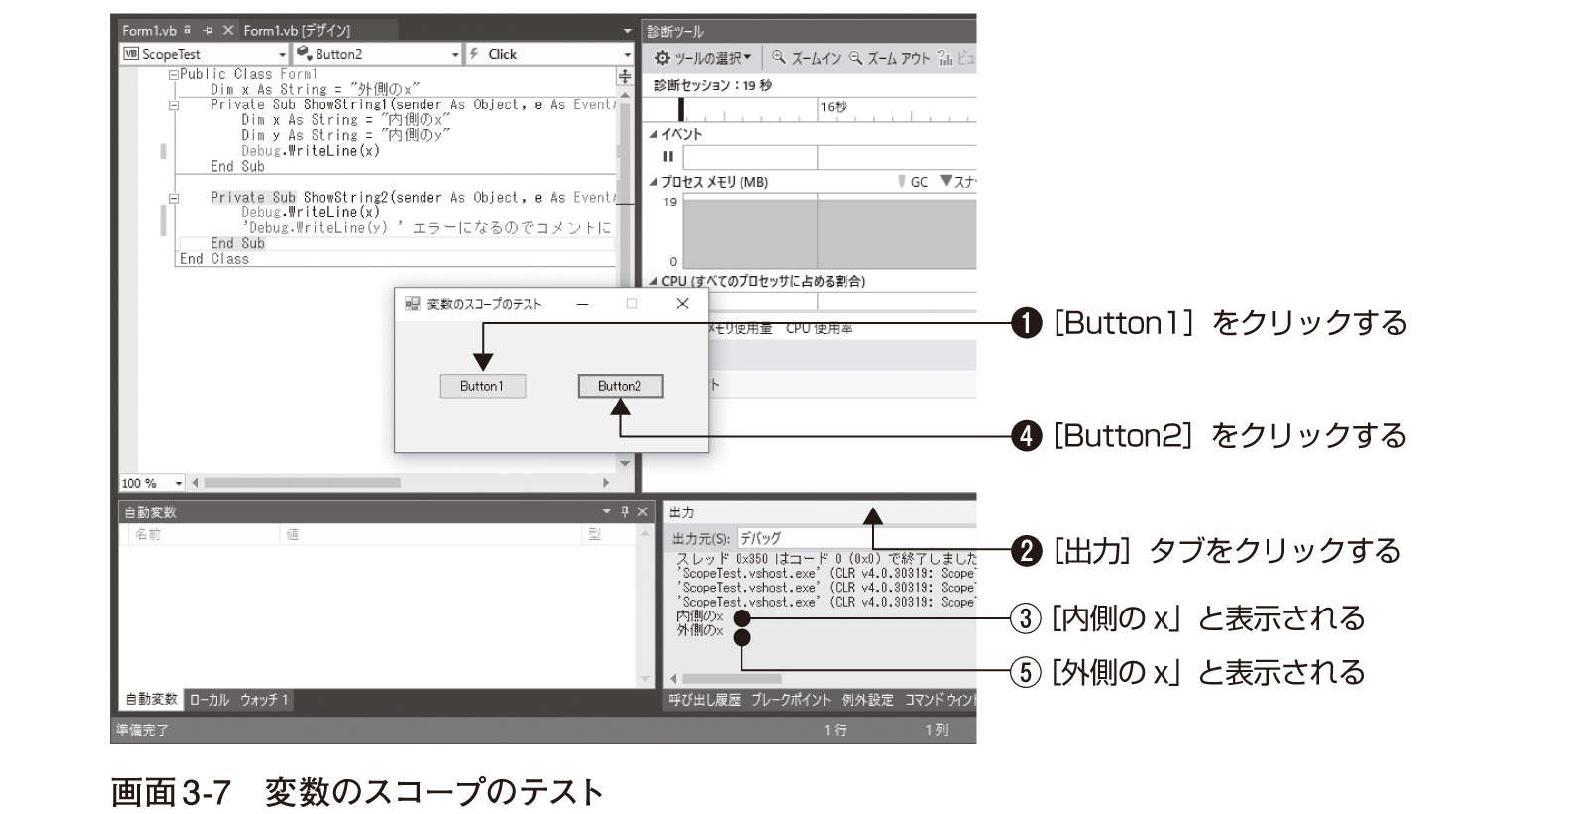 Form1.vb
Form1.vb [デザイン]
ScopeTest
Button2
Click
Public Class Form1
Dim x As String = "外側のx"
Private Sub ShowString1(sender As Object, e As Event
Dim x As String = "内側のx"
Dim y As String = "内側のy"
Debug.WriteLine(x)
End Sub
Private Sub ShowString2(sender As Object, e As Event
Debug.WriteLine(x)
'Debug.WriteLine(y) ' エラーになるのでコメントに
End Sub
End Class
100 %
診断ツール
ツールの選択
ズームイン
ズーム アウト
ビュ
診断セッション：19 秒
16秒
イベント
プロセス メモリ (MB)
GC
スナ
19
0
CPU (すべてのプロセッサに占める割合)
メモリ使用量
CPU 使用率
ト
変数のスコープのテスト
Button1
Button2
❶［Button1］をクリックする
❹［Button2］をクリックする
❷［出力］タブをクリックする
③［内側の x」と表示される
⑤［外側の x」と表示される
自動変数
名前
値
型
自動変数
ローカル
ウォッチ 1
出力
出力元(S):
デバッグ
スレッド 0x350 はコード 0 (0x0) で終了しました
'ScopeTest.vshost.exe' (CLR v4.0.30319: Scope
'ScopeTest.vshost.exe' (CLR v4.0.30319: Scope
'ScopeTest.vshost.exe' (CLR v4.0.30319: Scope
内側のx
外側のx
呼び出し履歴
ブレークポイント
例外設定
コマンド ウィン
準備完了
1 行
1 列
画面 3-7　変数のスコープのテスト